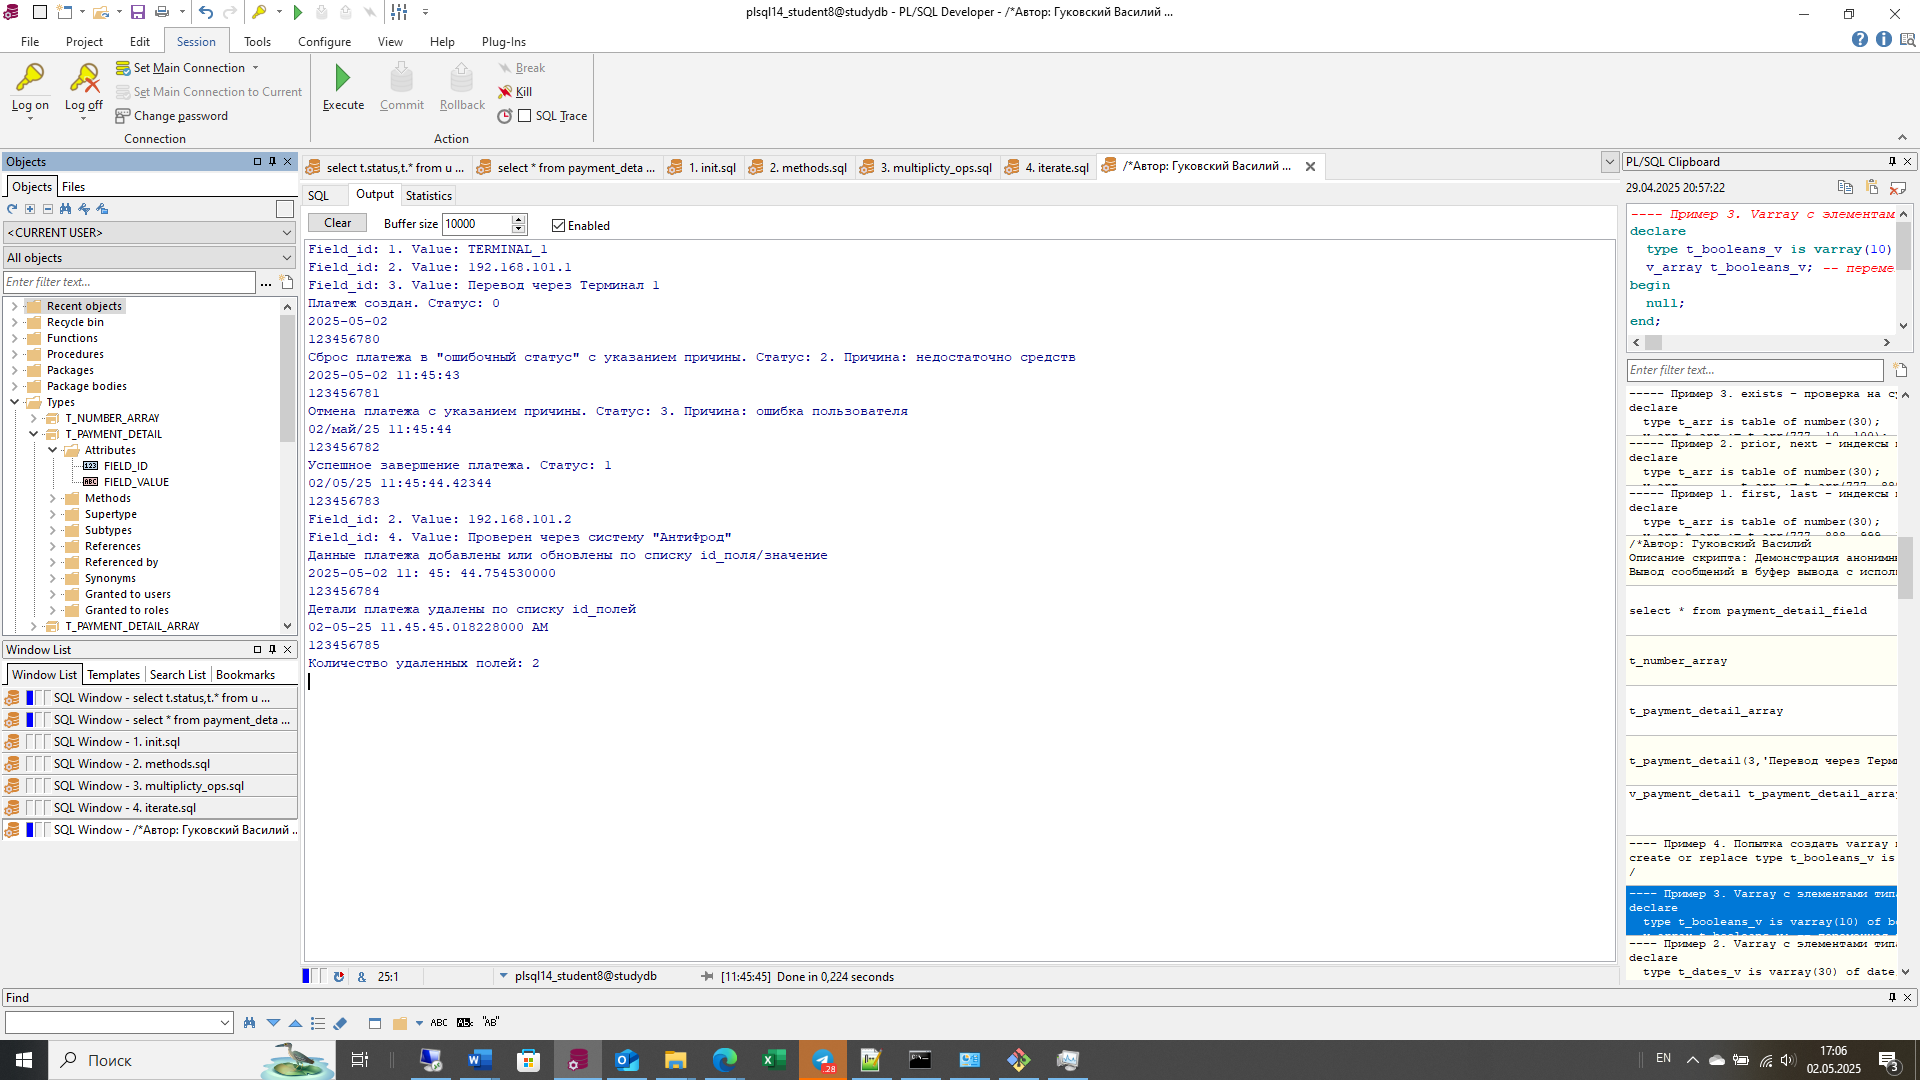 plsql14_student8@studydb - PL/SQL Developer - /*Автор: Гуковский Василий ...
File Project Edit Session Tools Configure View Help Plug-Ins
Log on
Log off
Set Main Connection
Set Main Connection to Current
Change password
Connection
Execute
Commit
Rollback
Break
Kill
SQL Trace
Action
Objects
Objects Files
<CURRENT USER>
All objects
Enter filter text...
Recent objects
Recycle bin
Functions
Procedures
Packages
Package bodies
Types
T_NUMBER_ARRAY
T_PAYMENT_DETAIL
Attributes
FIELD_ID
FIELD_VALUE
Methods
Supertype
Subtypes
References
Referenced by
Synonyms
Granted to users
Granted to roles
T_PAYMENT_DETAIL_ARRAY
Window List
Window List Templates Search List Bookmarks
SQL Window - select t.status,t.* from u ...
SQL Window - select * from payment_deta ...
SQL Window - 1. init.sql
SQL Window - 2. methods.sql
SQL Window - 3. multiplicty_ops.sql
SQL Window - 4. iterate.sql
SQL Window - /*Автор: Гуковский Василий ..
select t.status,t.* from u ... select * from payment_deta ... 1. init.sql 2. methods.sql 3. multiplicty_ops.sql 4. iterate.sql /*Автор: Гуковский Василий ...
SQL Output Statistics
Clear Buffer size 10000 Enabled
Field_id: 1. Value: TERMINAL_1
Field_id: 2. Value: 192.168.101.1
Field_id: 3. Value: Перевод через Терминал 1
Платеж создан. Статус: 0
2025-05-02
123456780
Сброс платежа в "ошибочный статус" с указанием причины. Статус: 2. Причина: недостаточно средств
2025-05-02 11:45:43
123456781
Отмена платежа с указанием причины. Статус: 3. Причина: ошибка пользователя
02/май/25 11:45:44
123456782
Успешное завершение платежа. Статус: 1
02/05/25 11:45:44.42344
123456783
Field_id: 2. Value: 192.168.101.2
Field_id: 4. Value: Проверен через систему "АнтиФрод"
Данные платежа добавлены или обновлены по списку id_поля/значение
2025-05-02 11: 45: 44.754530000
123456784
Детали платежа удалены по списку id_полей
02-05-25 11.45.45.018228000 AM
123456785
Количество удаленных полей: 2
& 25:1 plsql14_student8@studydb [11:45:45] Done in 0,224 seconds
PL/SQL Clipboard
29.04.2025 20:57:22
---- Пример 3. Varray с элементам
declare
type t_booleans_v is varray(10)
v_array t_booleans_v; -- переме
begin
null;
end;
Enter filter text...
----- Пример 3. exists - проверка на с
declare
type t_arr is table of number(30);
----- Пример 2. prior, next - индексы
declare
type t_arr is table of number(30);
----- Пример 1. first, last - индексы
declare
type t_arr is table of number(30);
/*Автор: Гуковский Василий
Описание скрипта: Демонстрация анонимн
Вывод сообщений в буфер вывода с испол
select * from payment_detail_field
t_number_array
t_payment_detail_array
t_payment_detail(3,'Перевод через Терм
v_payment_detail t_payment_detail_array
---- Пример 4. Попытка создать varray
create or replace type t_booleans_v is
/
---- Пример 3. Varray с элементами тип
declare
type t_booleans_v is varray(10) of b
---- Пример 2. Varray с элементами тип
declare
type t_dates_v is varray(30) of date
Find
ABC "AB"
Поиск
28
EN
17:06
02.05.2025
3